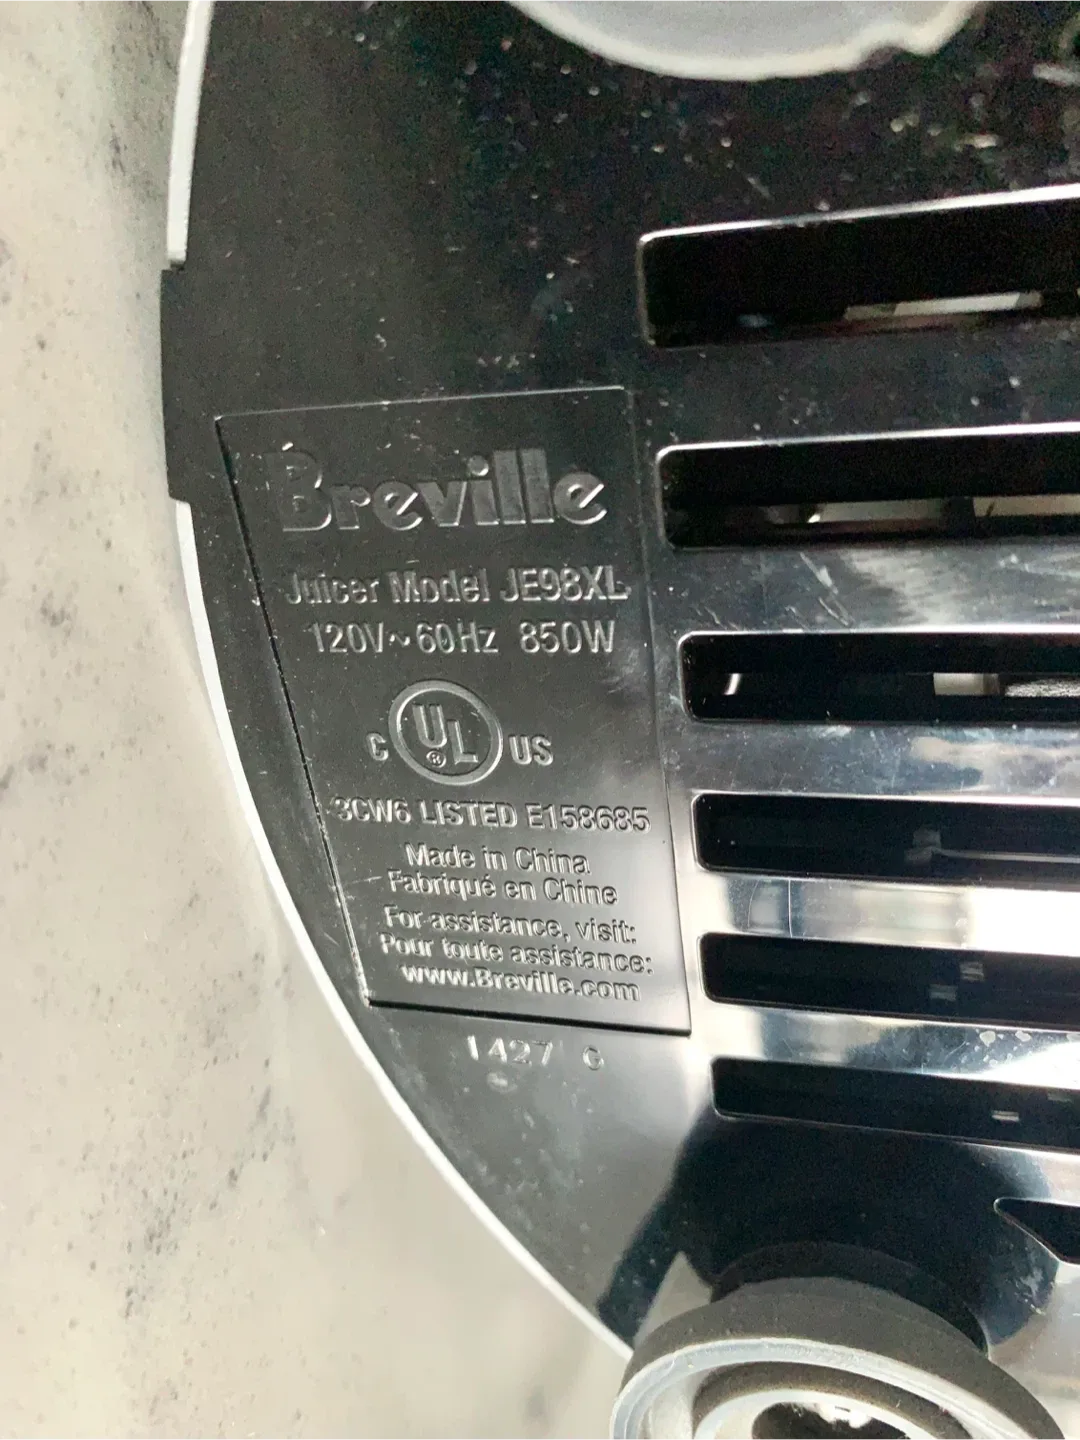 Breville
Juicer Model JE98XL
120V~60Hz 850W
C UL® US
3CW6 LISTED E158685
Made in China
Fabriqué en Chine
For assistance, visit:
Pour toute assistance:
www.Breville.com
1427 G